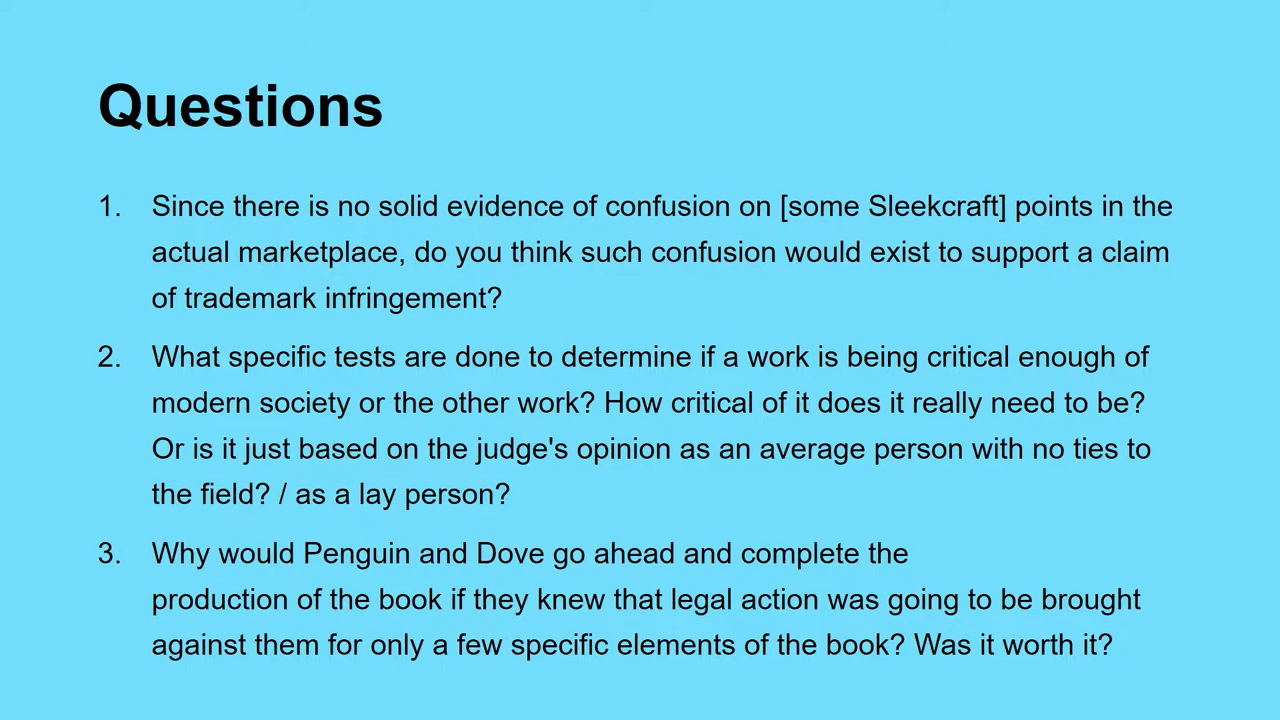 Questions
1. Since there is no solid evidence of confusion on [some Sleekcraft] points in the
actual marketplace, do you think such confusion would exist to support a claim
of trademark infringement?
2. What specific tests are done to determine if a work is being critical enough of
modern society or the other work? How critical of it does it really need to be?
Or is it just based on the judge's opinion as an average person with no ties to
the field? / as a lay person?
3. Why would Penguin and Dove go ahead and complete the
production of the book if they knew that legal action was going to be brought
against them for only a few specific elements of the book? Was it worth it?